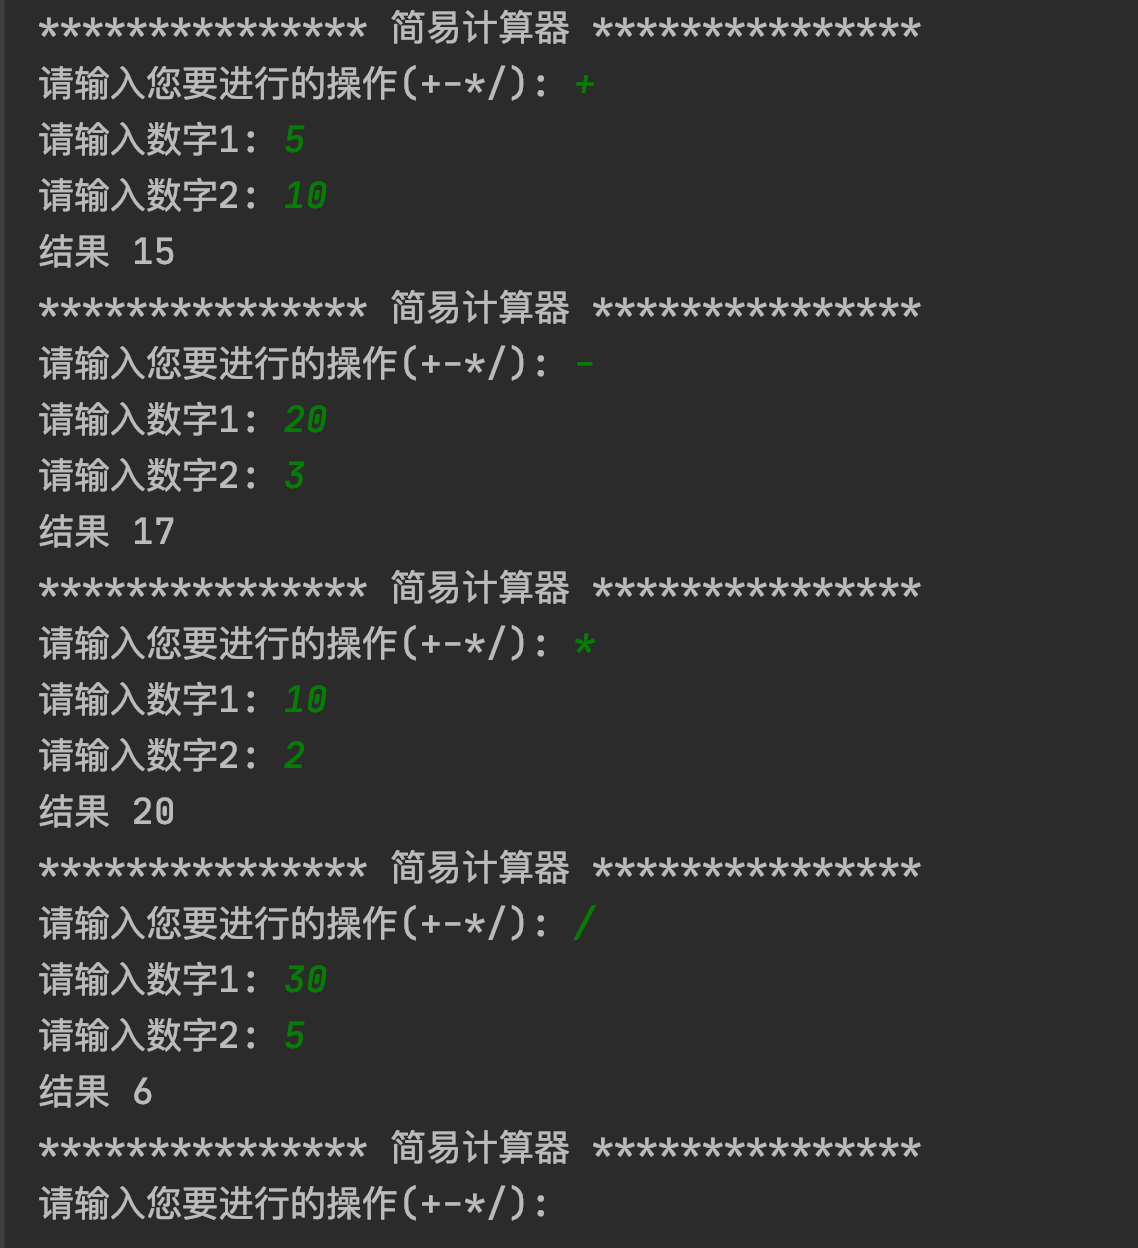 *************** 简易计算器 ***************
请输入您要进行的操作(+-*/): +
请输入数字1: 5
请输入数字2: 10
结果 15
*************** 简易计算器 ***************
请输入您要进行的操作(+-*/): -
请输入数字1: 20
请输入数字2: 3
结果 17
*************** 简易计算器 ***************
请输入您要进行的操作(+-*/): *
请输入数字1: 10
请输入数字2: 2
结果 20
*************** 简易计算器 ***************
请输入您要进行的操作(+-*/): /
请输入数字1: 30
请输入数字2: 5
结果 6
*************** 简易计算器 ***************
请输入您要进行的操作(+-*/):